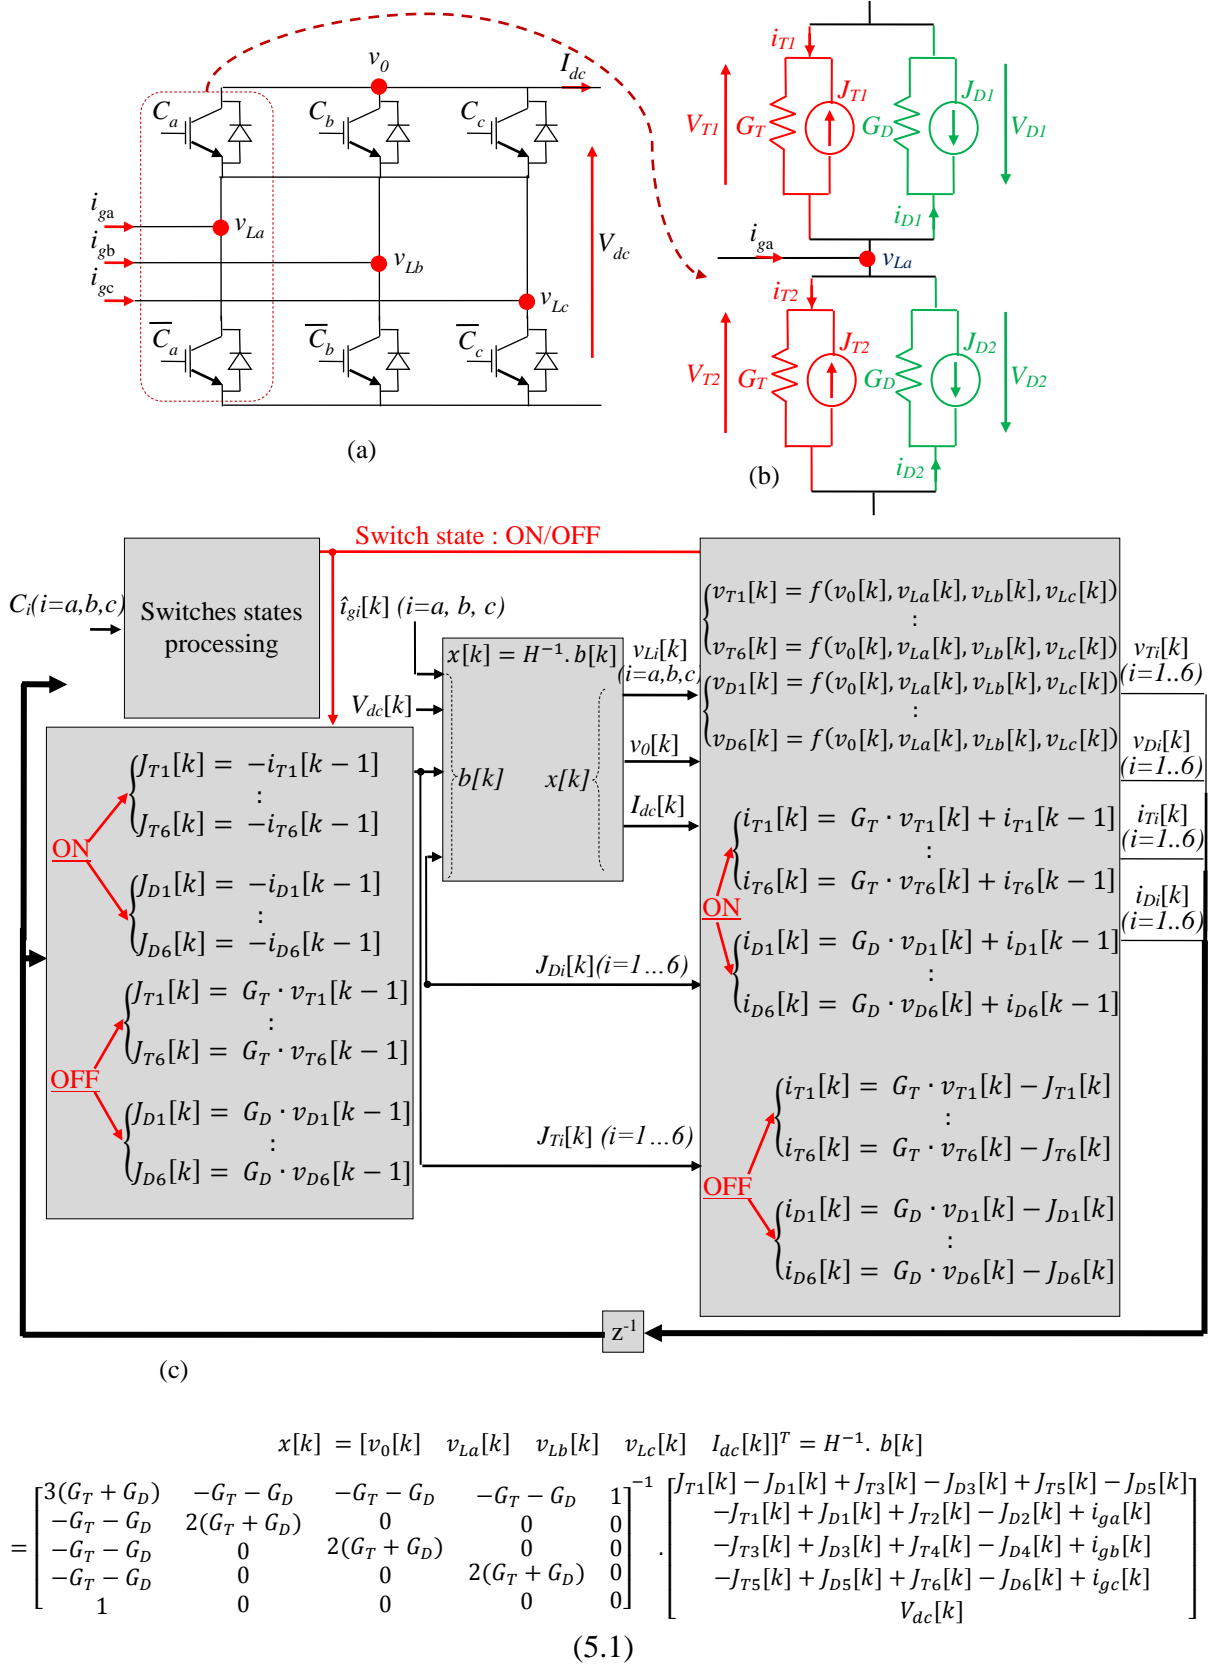 v0
Idc
Ca
Cb
Cc
iga
vLa
igb
vLb
igc
vLc
Vdc
C̅a
C̅b
C̅c
(a)
iT1
VT1
GT
JT1
GD
JD1
VD1
iD1
iga
vLa
iT2
VT2
GT
JT2
GD
JD2
VD2
iD2
(b)
Switch state : ON/OFF
Ci(i=a,b,c)
Switches states
processing
îgi[k] (i=a, b, c)
Vdc[k]
x[k] = H⁻¹. b[k]
b[k]
x[k]
vLi[k]
(i=a,b,c)
v0[k]
Idc[k]
JT1[k] = −iT1[k − 1]
⋮
JT6[k] = −iT6[k − 1]
ON
JD1[k] = −iD1[k − 1]
⋮
JD6[k] = −iD6[k − 1]
JT1[k] = GT · vT1[k − 1]
⋮
JT6[k] = GT · vT6[k − 1]
OFF
JD1[k] = GD · vD1[k − 1]
⋮
JD6[k] = GD · vD6[k − 1]
JDi[k](i=1…6)
JTi[k] (i=1…6)
vT1[k] = f(v0[k], vLa[k], vLb[k], vLc[k])
⋮
vT6[k] = f(v0[k], vLa[k], vLb[k], vLc[k])
vD1[k] = f(v0[k], vLa[k], vLb[k], vLc[k])
⋮
vD6[k] = f(v0[k], vLa[k], vLb[k], vLc[k])
iT1[k] = GT · vT1[k] + iT1[k − 1]
⋮
iT6[k] = GT · vT6[k] + iT6[k − 1]
ON
iD1[k] = GD · vD1[k] + iD1[k − 1]
⋮
iD6[k] = GD · vD6[k] + iD6[k − 1]
iT1[k] = GT · vT1[k] − JT1[k]
⋮
iT6[k] = GT · vT6[k] − JT6[k]
OFF
iD1[k] = GD · vD1[k] − JD1[k]
⋮
iD6[k] = GD · vD6[k] − JD6[k]
vTi[k]
(i=1..6)
vDi[k]
(i=1..6)
iTi[k]
(i=1..6)
iDi[k]
(i=1..6)
z⁻¹
(c)
x[k] = [v0[k] vLa[k] vLb[k] vLc[k] Idc[k]]ᵀ = H⁻¹. b[k]
3(GT + GD) −GT − GD −GT − GD −GT − GD 1 −1 JT1[k] − JD1[k] + JT3[k] − JD3[k] + JT5[k] − JD5[k]
−GT − GD 2(GT + GD) 0 0 0 −JT1[k] + JD1[k] + JT2[k] − JD2[k] + iga[k]
= −GT − GD 0 2(GT + GD) 0 0 . −JT3[k] + JD3[k] + JT4[k] − JD4[k] + igb[k]
−GT − GD 0 0 2(GT + GD) 0 −JT5[k] + JD5[k] + JT6[k] − JD6[k] + igc[k]
1 0 0 0 0 Vdc[k]
(5.1)